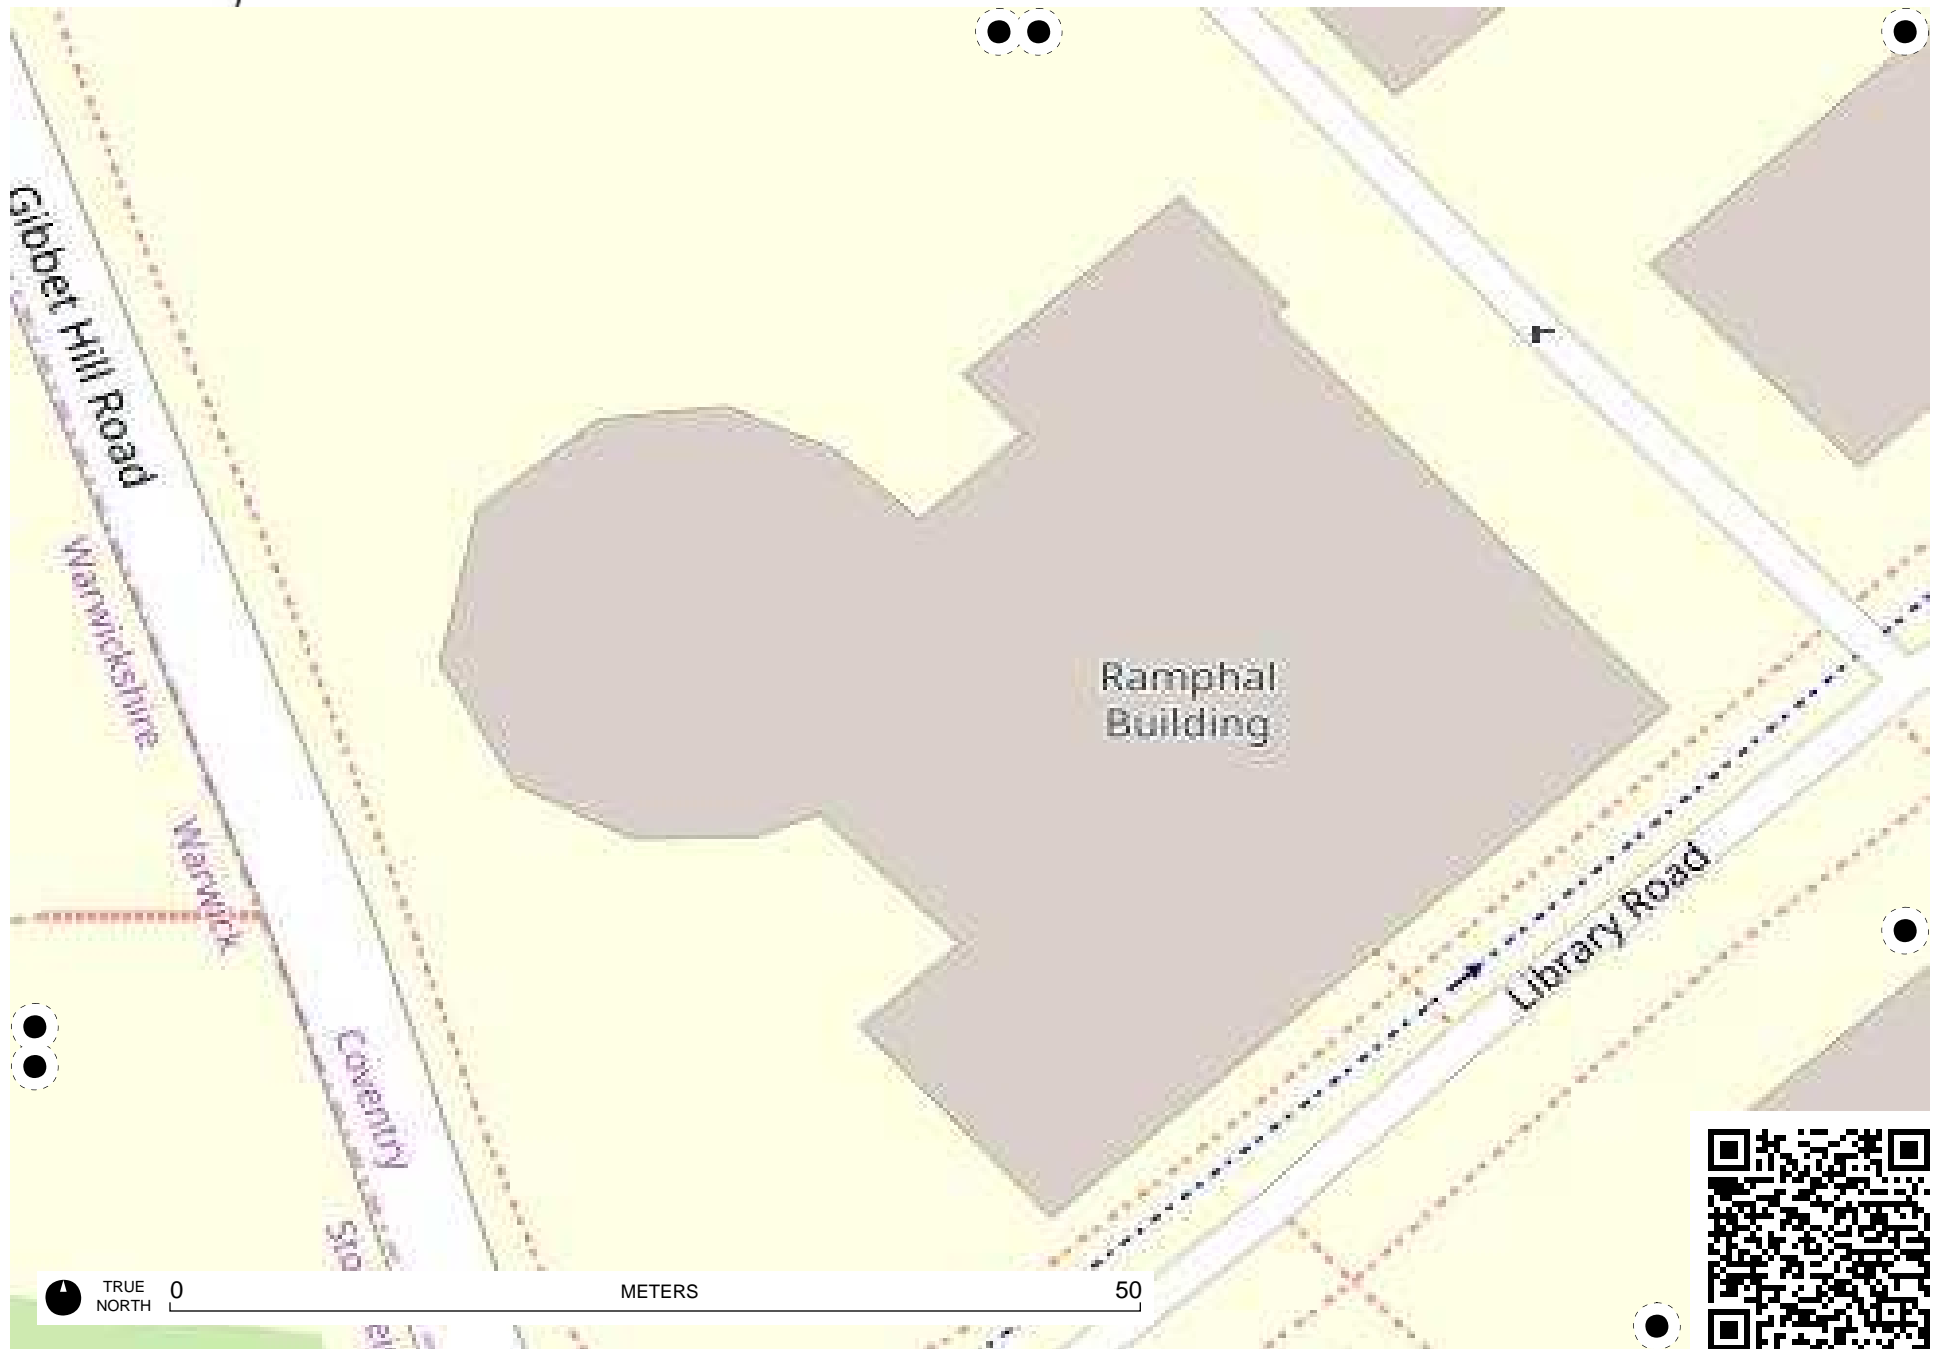 Gibbet Hill Road
Warwickshire
Warwick
Coventry
Ramphal
Building
Library Road
TRUE
NORTH
0
METERS
50